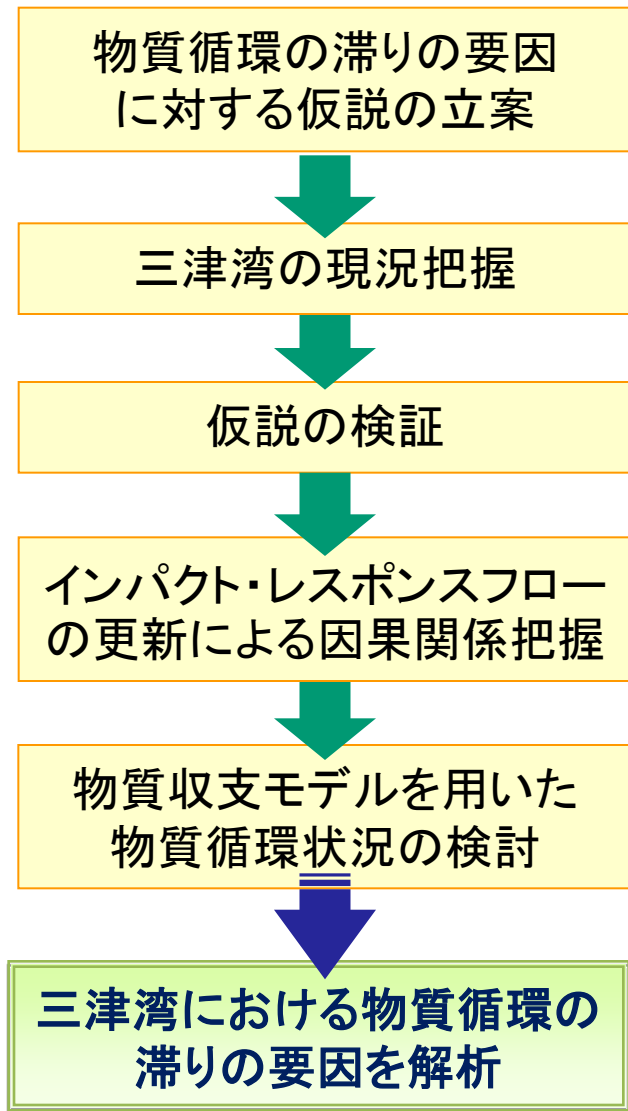 物質循環の滞りの要因
に対する仮説の立案
三津湾の現況把握
仮説の検証
インパクト・レスポンスフロー
の更新による因果関係把握
物質収支モデルを用いた
物質循環状況の検討
三津湾における物質循環の
滞りの要因を解析